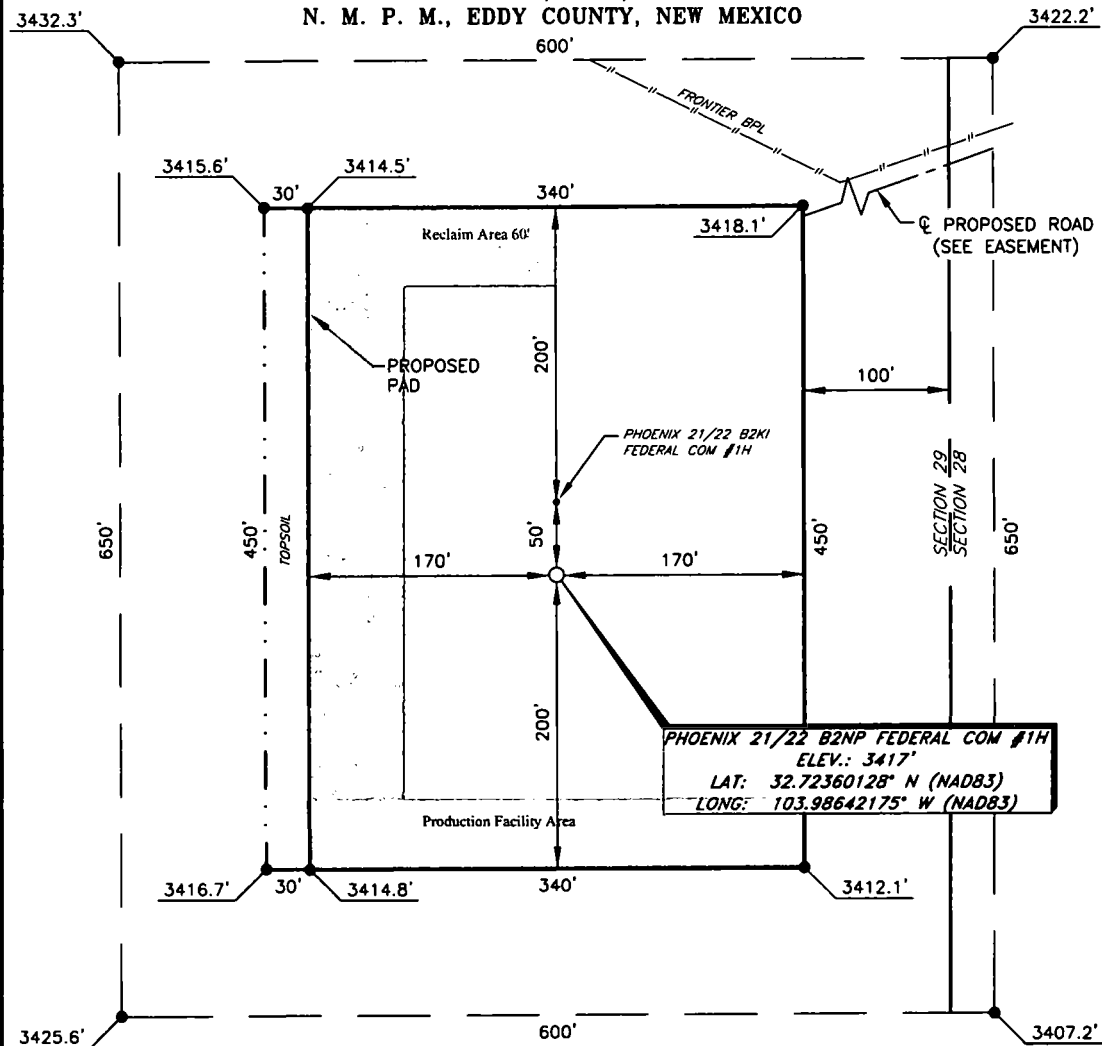 N. M. P. M., EDDY COUNTY, NEW MEXICO
3432.3'
3422.2'
600'
FRONTIER BPL
3415.6'
3414.5'
30'
340'
3418.1'
℄ PROPOSED ROAD
(SEE EASEMENT)
Reclaim Area 60'
PROPOSED
PAD
200'
100'
PHOENIX 21/22 B2KI
FEDERAL COM #1H
SECTION 29
SECTION 28
650'
450'
TOPSOIL
50'
450'
650'
170'
170'
200'
PHOENIX 21/22 B2NP FEDERAL COM #1H
ELEV.: 3417'
LAT: 32.72360128° N (NAD83)
LONG: 103.98642175° W (NAD83)
Production Facility Area
3416.7'
30'
3414.8'
340'
3412.1'
3425.6'
600'
3407.2'